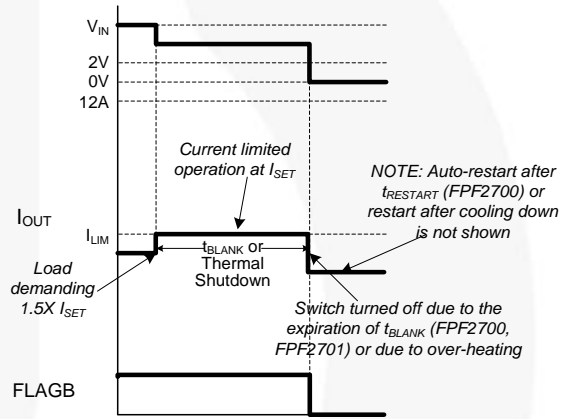 V_IN
2V
0V
12A
Current limited
operation at I_SET
NOTE: Auto-restart after
t_RESTART (FPF2700) or
restart after cooling down
is not shown
I_OUT
I_LIM
t_BLANK or
Thermal
Shutdown
Load
demanding
1.5X I_SET
Switch turned off due to the
expiration of t_BLANK (FPF2700,
FPF2701) or due to over-heating
FLAGB